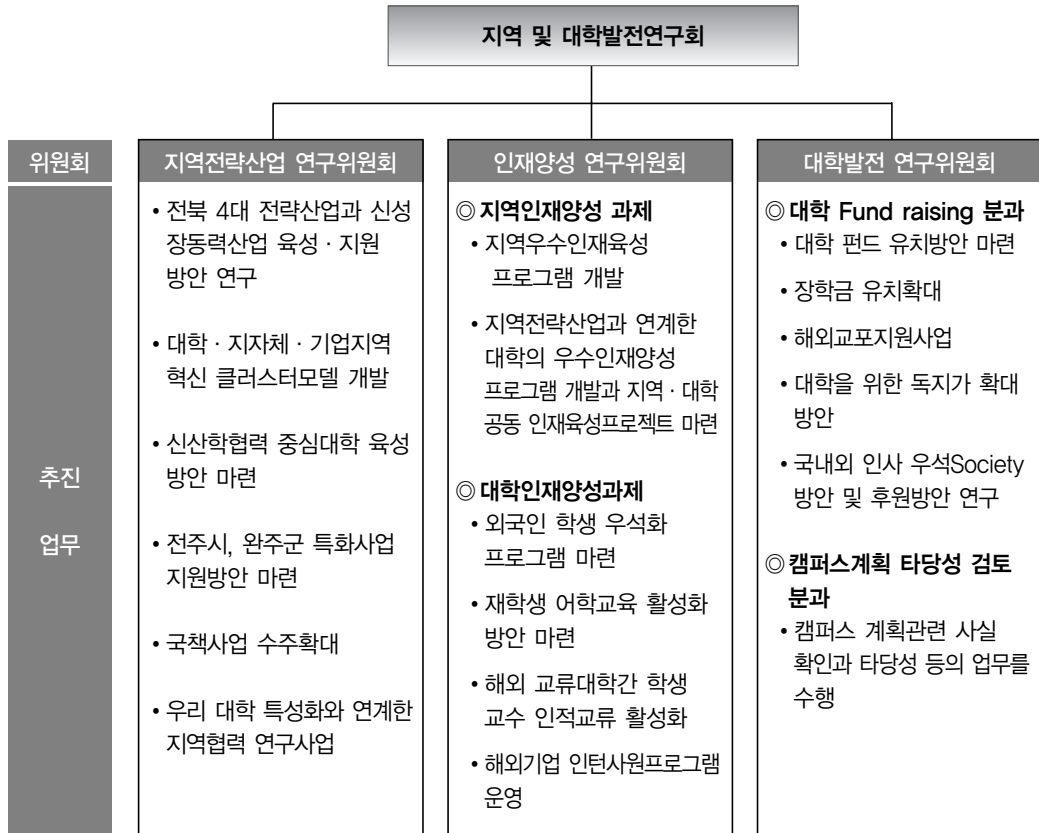 지역 및 대학발전연구회
위원회
지역전략산업 연구위원회
인재양성 연구위원회
대학발전 연구위원회
추진
업무
• 전북 4대 전략산업과 신성
장동력산업 육성 · 지원
방안 연구
• 대학 · 지자체 · 기업지역
혁신 클러스터모델 개발
• 신산학협력 중심대학 육성
방안 마련
• 전주시, 완주군 특화사업
지원방안 마련
• 국책사업 수주확대
• 우리 대학 특성화와 연계한
지역협력 연구사업
◎ 지역인재양성 과제
• 지역우수인재육성
프로그램 개발
• 지역전략산업과 연계한
대학의 우수인재양성
프로그램 개발과 지역 · 대학
공동 인재육성프로젝트 마련
◎ 대학인재양성과제
• 외국인 학생 우석화
프로그램 마련
• 재학생 어학교육 활성화
방안 마련
• 해외 교류대학간 학생
교수 인적교류 활성화
• 해외기업 인턴사원프로그램
운영
◎ 대학 Fund raising 분과
• 대학 펀드 유치방안 마련
• 장학금 유치확대
• 해외교포지원사업
• 대학을 위한 독지가 확대
방안
• 국내외 인사 우석Society
방안 및 후원방안 연구
◎ 캠퍼스계획 타당성 검토
분과
• 캠퍼스 계획관련 사실
확인과 타당성 등의 업무를
수행